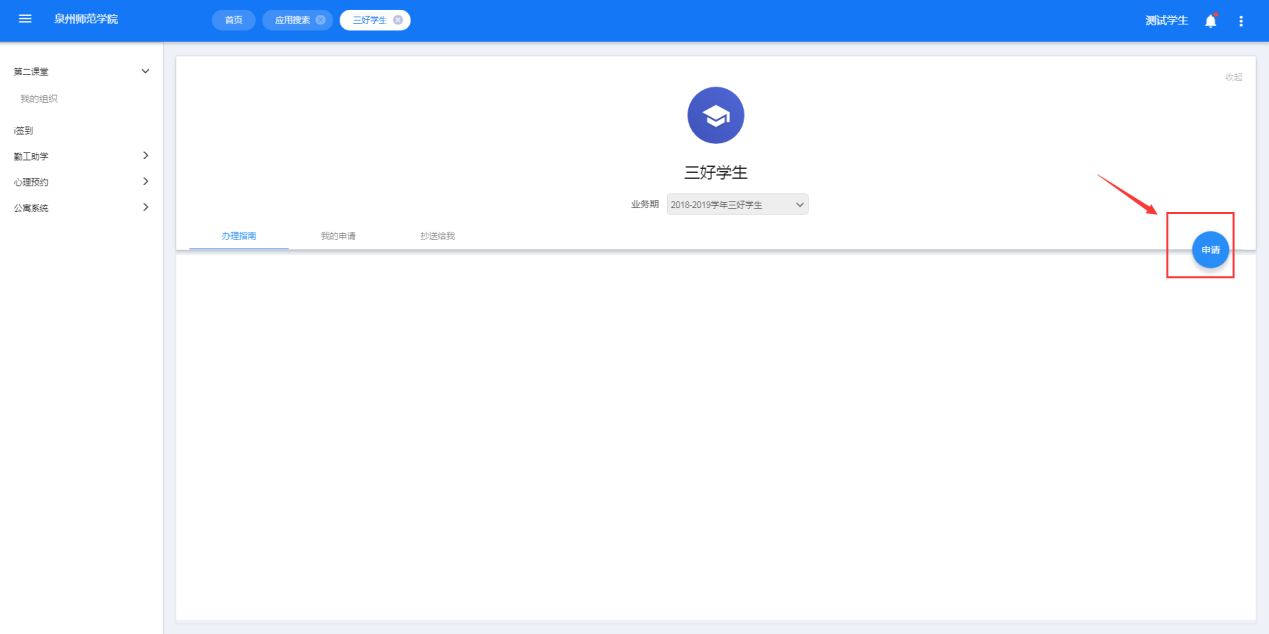 泉州师范学院
首页 应用搜索 三好学生
测试学生
第二课堂
我的组织
i签到
勤工助学
心理预约
公寓系统
收起
三好学生
业务期 2018-2019学年三好学生
办理指南 我的申请 抄送给我
申请